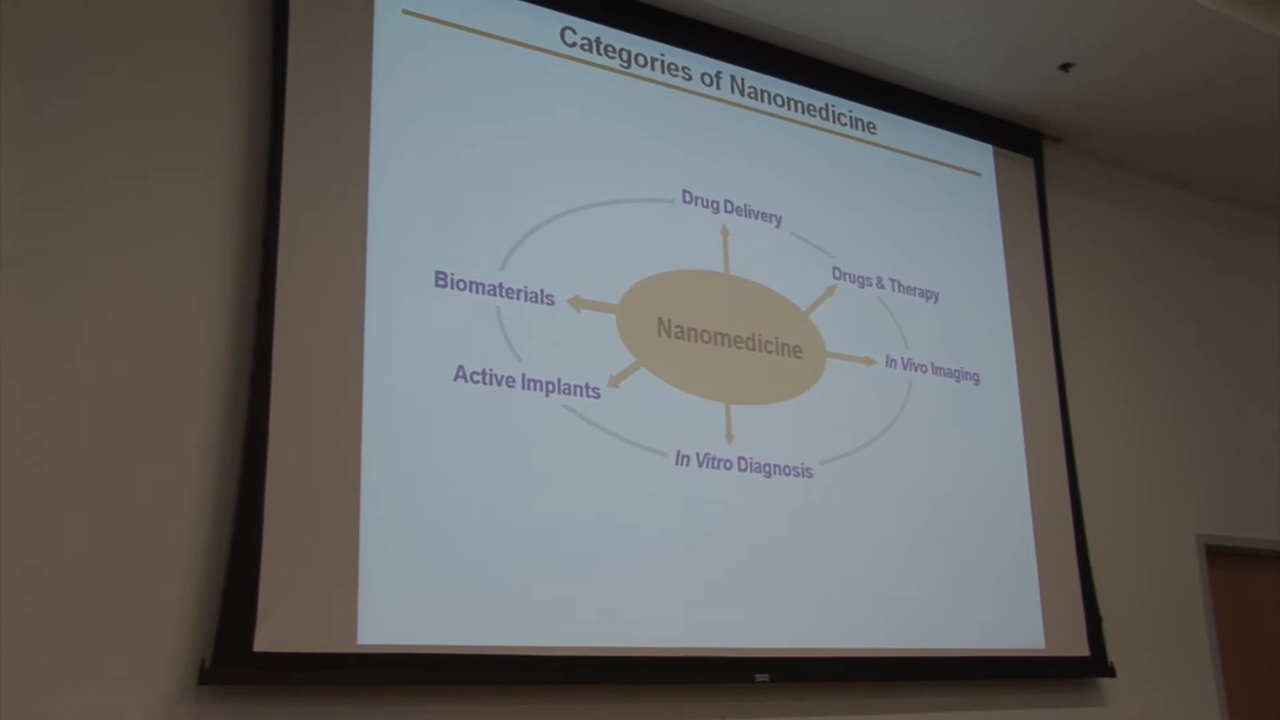 Categories of Nanomedicine
Drug Delivery
Drugs & Therapy
Biomaterials
Nanomedicine
In Vivo Imaging
Active Implants
In Vitro Diagnosis